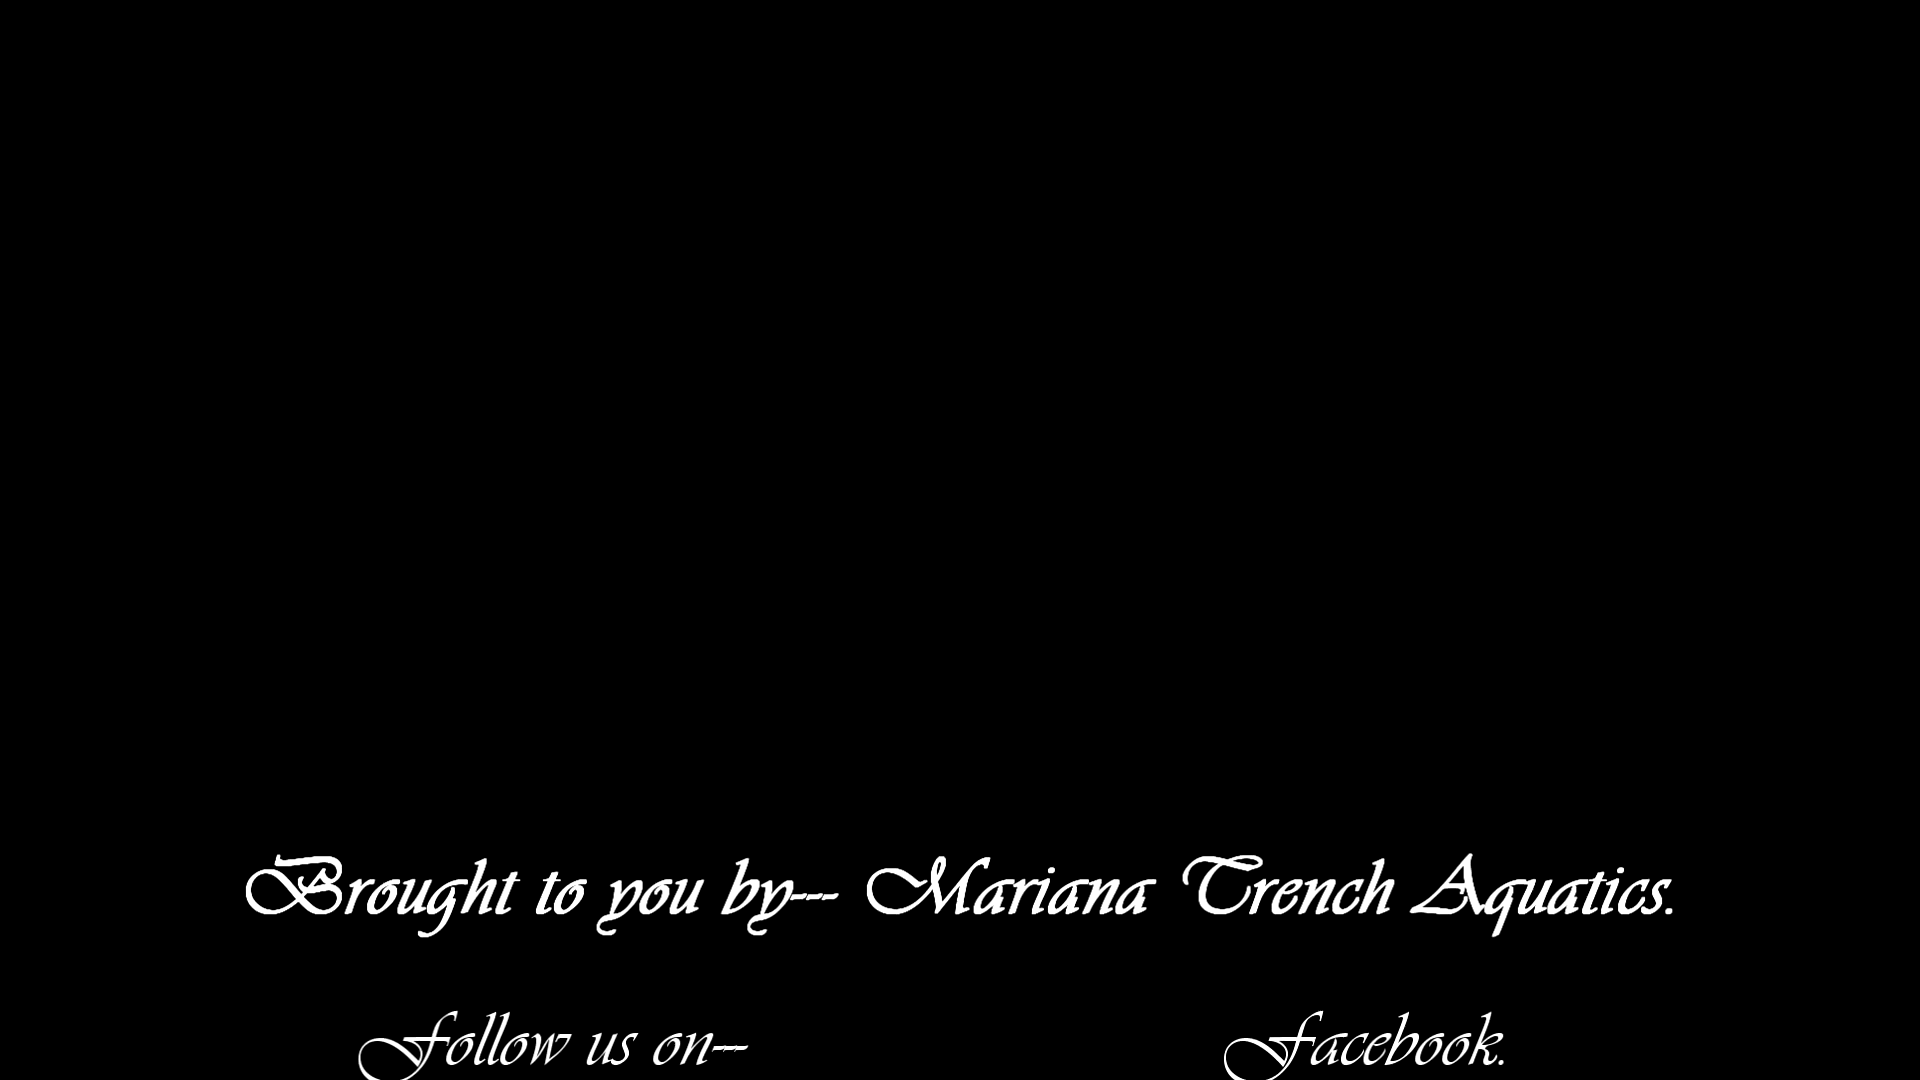 Brought to you by--- Mariana Trench Aquatics.
Follow us on-- Facebook.